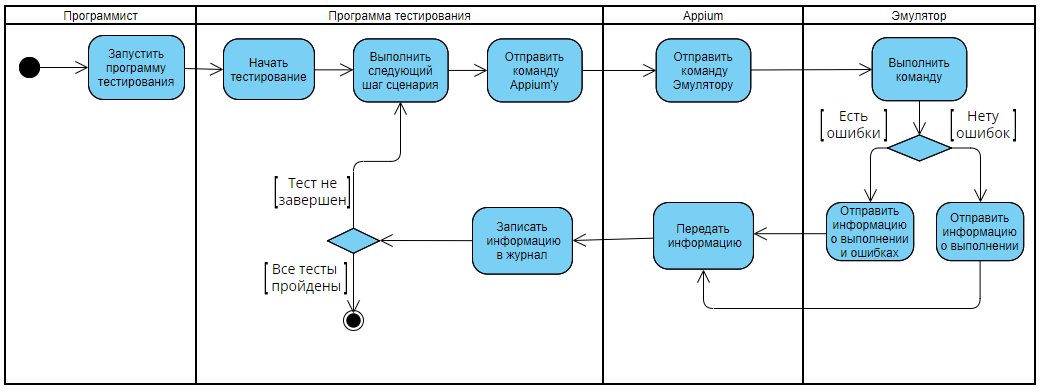 Программист
Программа тестирования
Appium
Эмулятор
Запустить
программу
тестирования
Начать
тестирование
Выполнить
следующий
шаг сценария
Отправить
команду
Appium'у
Отправить
команду
Эмулятору
Выполнить
команду
[Есть
ошибки]
[Нету
ошибок]
Отправить
информацию
о выполнении
и ошибках
Отправить
информацию
о выполнении
Передать
информацию
Записать
информацию
в журнал
[Тест не
завершен]
[Все тесты
пройдены]